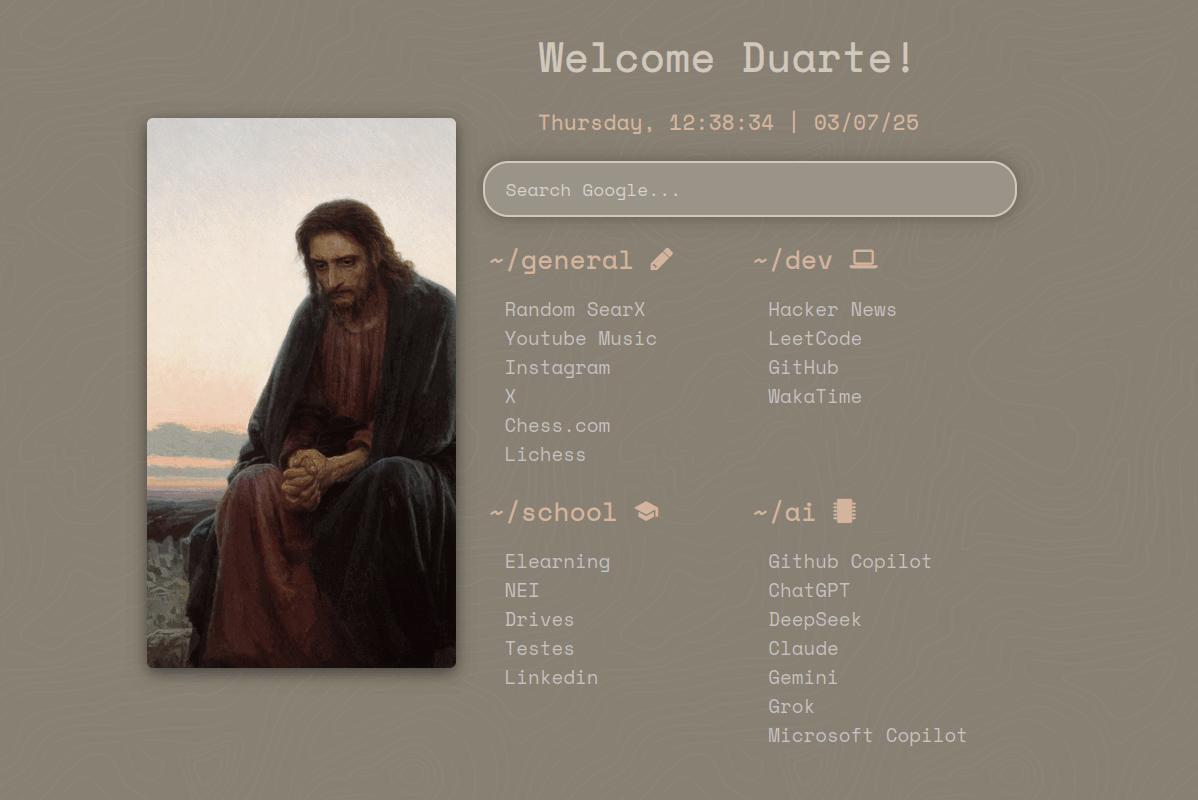 Welcome Duarte!
Thursday, 12:38:34 | 03/07/25
Search Google...
~/general
Random SearX
Youtube Music
Instagram
X
Chess.com
Lichess
~/dev
Hacker News
LeetCode
GitHub
WakaTime
~/school
Elearning
NEI
Drives
Testes
Linkedin
~/ai
Github Copilot
ChatGPT
DeepSeek
Claude
Gemini
Grok
Microsoft Copilot